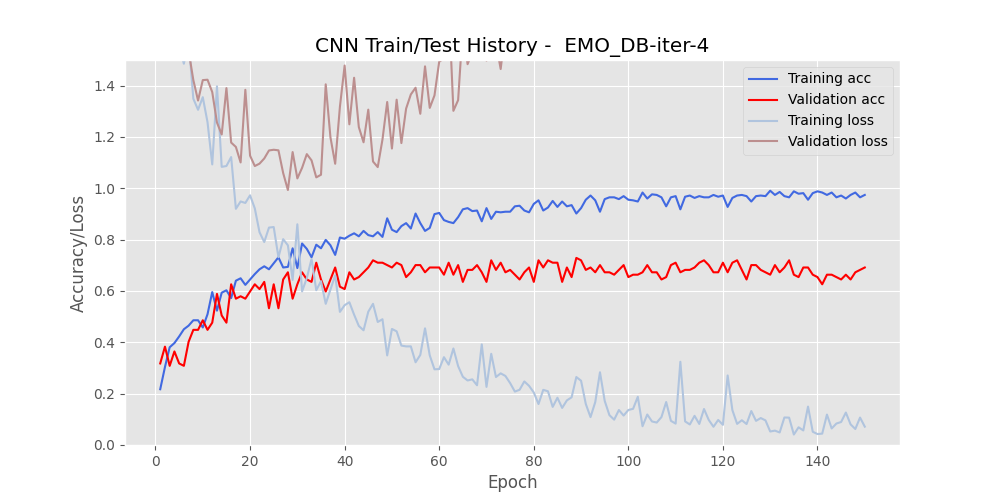 CNN Train/Test History -  EMO_DB-iter-4
Training acc
Validation acc
Training loss
Validation loss
Accuracy/Loss
1.4
1.2
1.0
0.8
0.6
0.4
0.2
0.0
0 20 40 60 80 100 120 140
Epoch